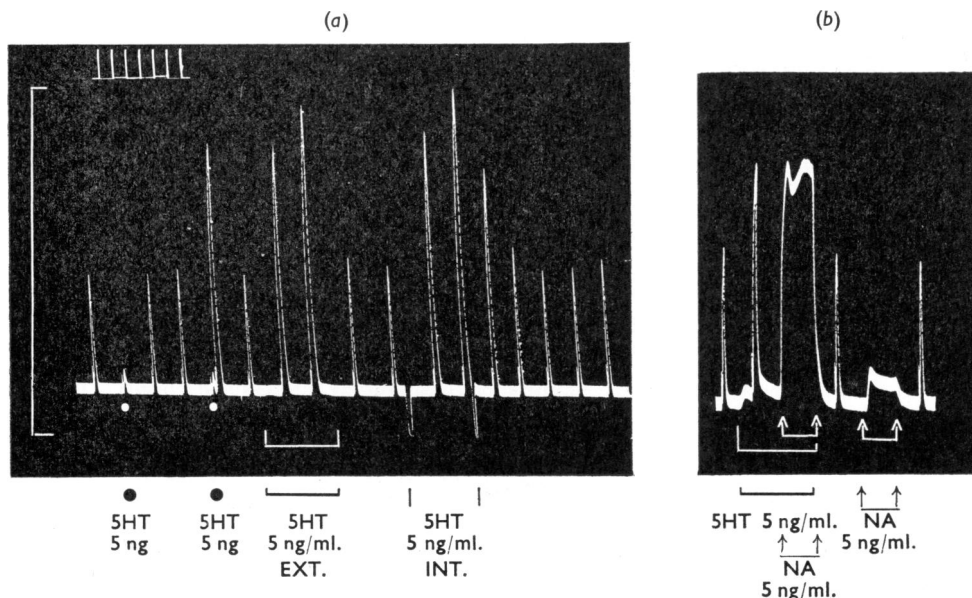 (a)
(b)
5HT
5 ng
5HT
5 ng
5HT
5 ng/ml.
EXT.
5HT
5 ng/ml.
INT.
5HT 5 ng/ml.
NA
5 ng/ml.
NA
5 ng/ml.